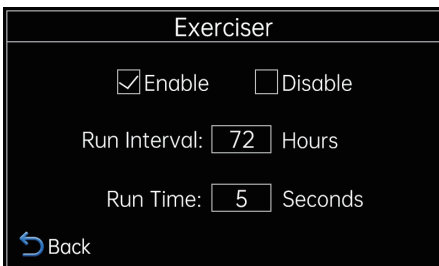 Exerciser
Enable Disable
Run Interval: 72 Hours
Run Time: 5 Seconds
Back